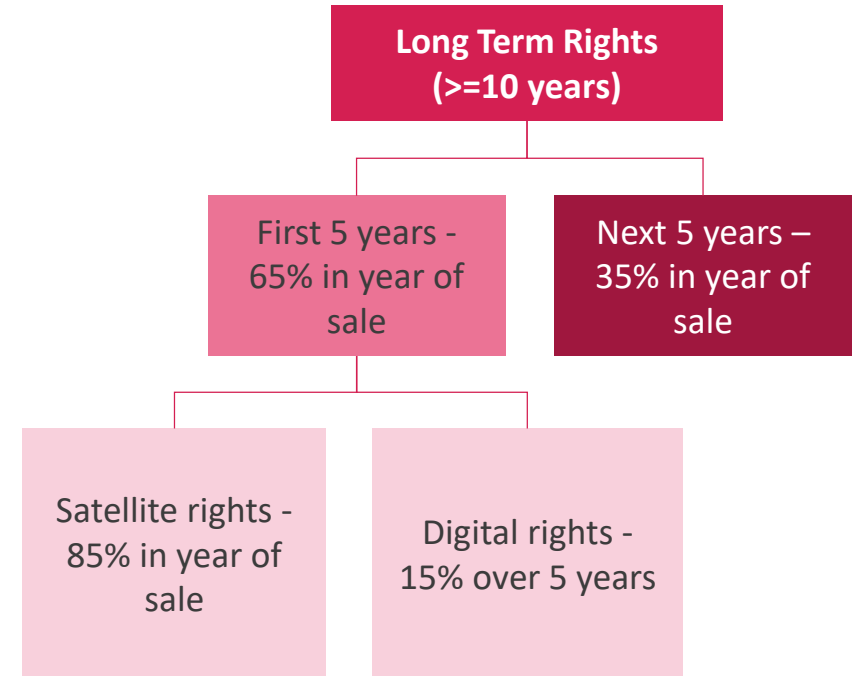 Long Term Rights
(>=10 years)
First 5 years -
65% in year of
sale
Next 5 years –
35% in year of
sale
Satellite rights -
85% in year of
sale
Digital rights -
15% over 5 years